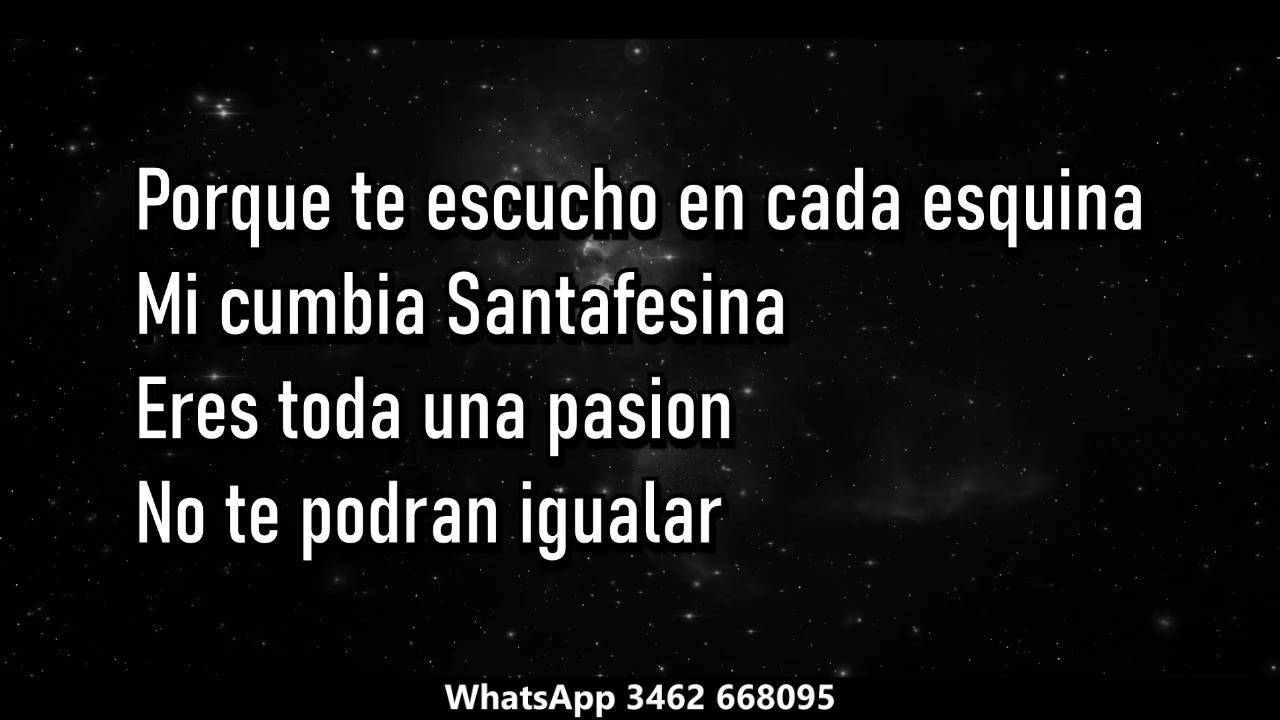 Porque te escucho en cada esquina
Mi cumbia Santafesina
Eres toda una pasion
No te podran igualar
WhatsApp 3462 668095